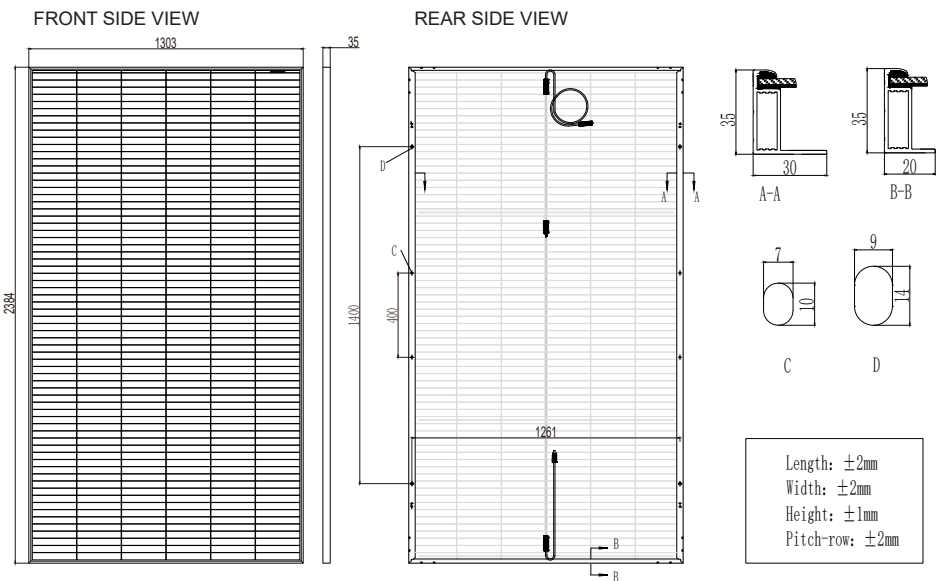 FRONT SIDE VIEW
REAR SIDE VIEW
1303
35
2384
D
C
1400
400
A
A
1261
B
B
35
30
A-A
35
20
B-B
7
10
C
9
14
D
Length: ±2mm
Width: ±2mm
Height: ±1mm
Pitch-row: ±2mm